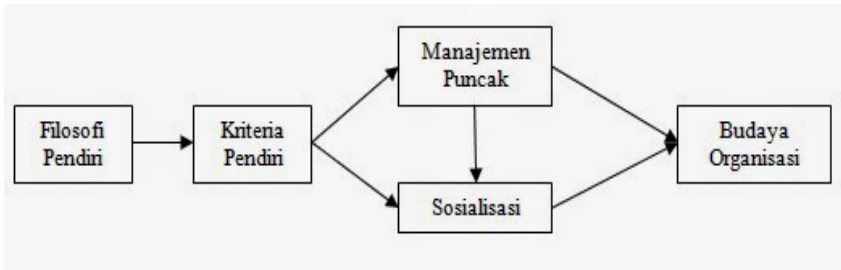 Filosofi
Pendiri
Kriteria
Pendiri
Manajemen
Puncak
Sosialisasi
Budaya
Organisasi